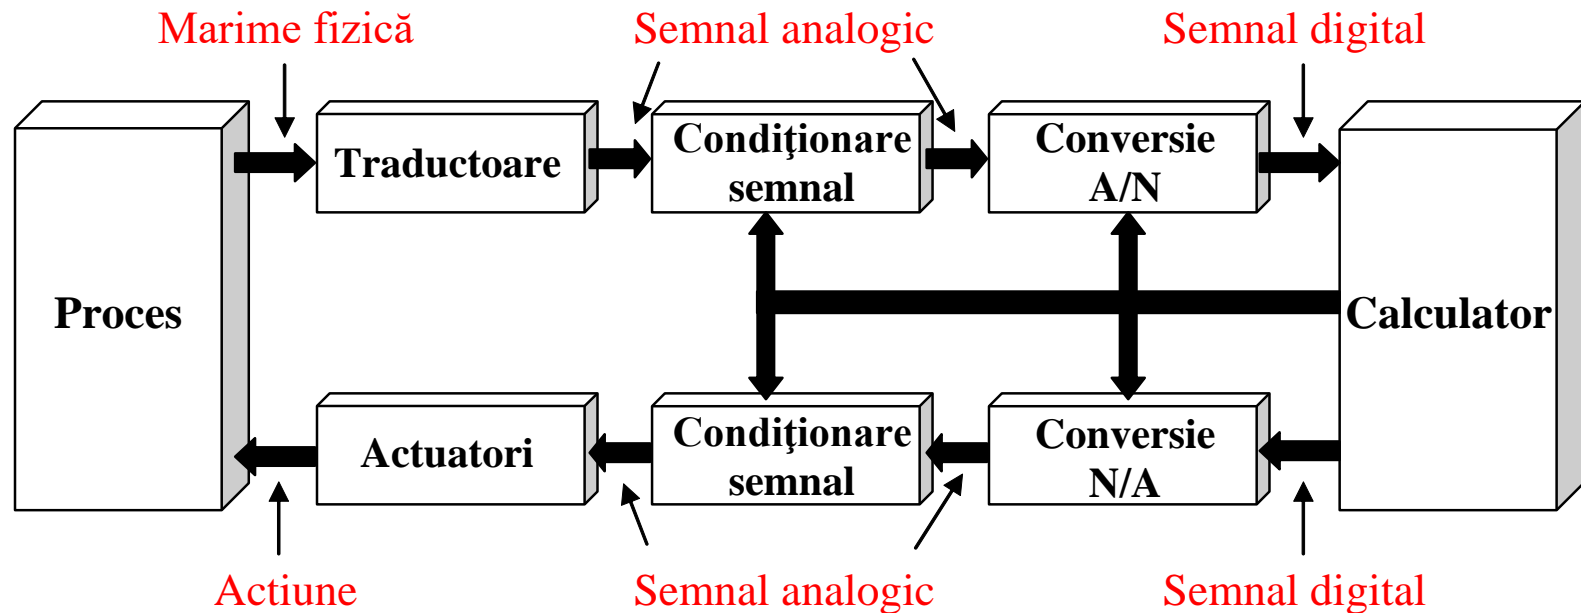 Marime fizică
Semnal analogic
Semnal digital
Proces
Traductoare
Condiţionare
semnal
Conversie
A/N
Calculator
Actuatori
Condiţionare
semnal
Conversie
N/A
Actiune
Semnal analogic
Semnal digital